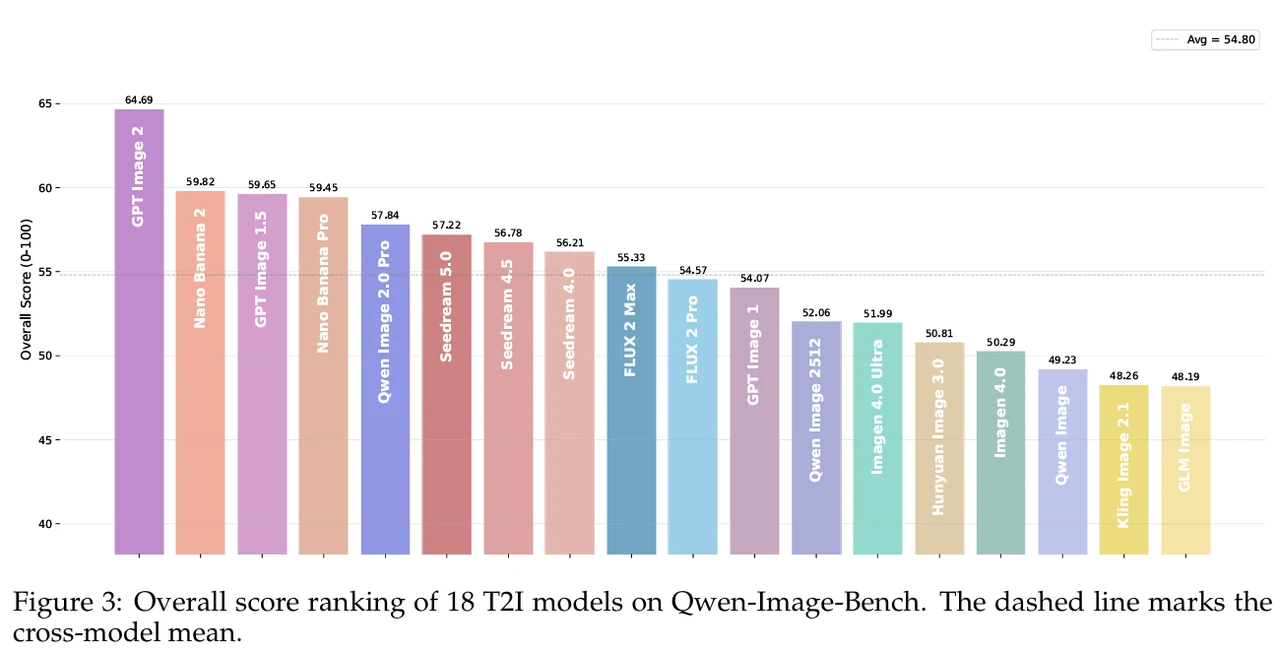 Avg = 54.80
65
60
55
50
45
40
Overall Score (0-100)
64.69
59.82
59.65
59.45
57.84
57.22
56.78
56.21
55.33
54.57
54.07
52.06
51.99
50.81
50.29
49.23
48.26
48.19
GPT Image 2
Nano Banana 2
GPT Image 1.5
Nano Banana Pro
Qwen Image 2.0 Pro
Seedream 5.0
Seedream 4.5
Seedream 4.0
FLUX 2 Max
FLUX 2 Pro
GPT Image 1
Qwen Image 2512
Imagen 4.0 Ultra
Hunyuan Image 3.0
Imagen 4.0
Qwen Image
Kling Image 2.1
GLM Image
Figure 3: Overall score ranking of 18 T2I models on Qwen-Image-Bench. The dashed line marks the
cross-model mean.